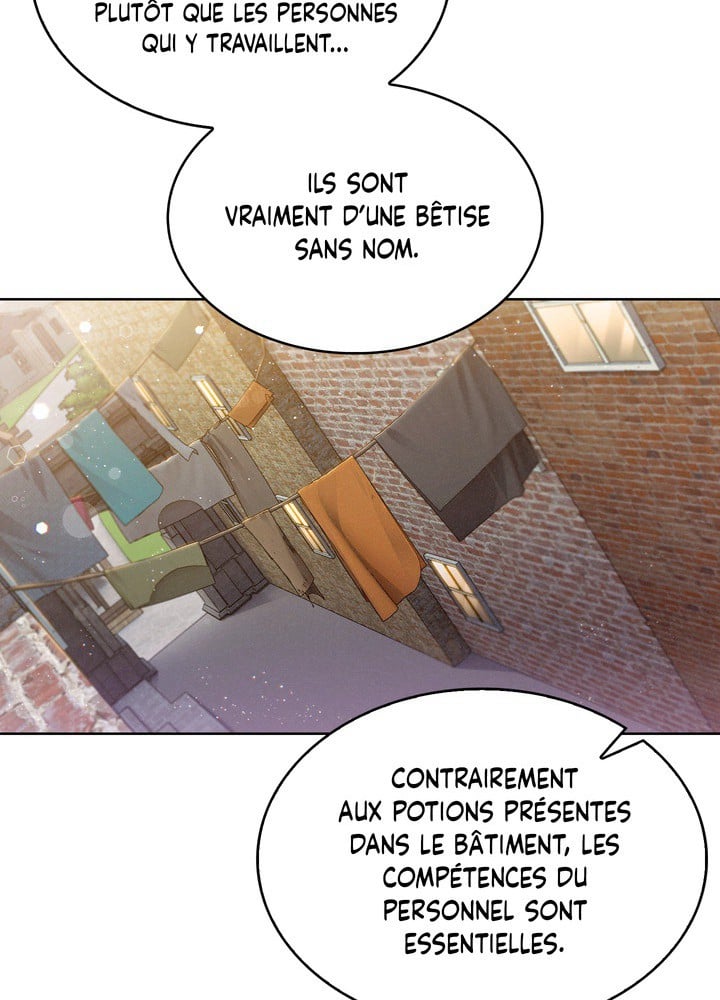 PLUTÔT QUE LES PERSONNES
QUI Y TRAVAILLENT...
ILS SONT
VRAIMENT D'UNE BÊTISE
SANS NOM.
CONTRAIREMENT
AUX POTIONS PRÉSENTES
DANS LE BÂTIMENT, LES
COMPÉTENCES DU
PERSONNEL SONT
ESSENTIELLES.